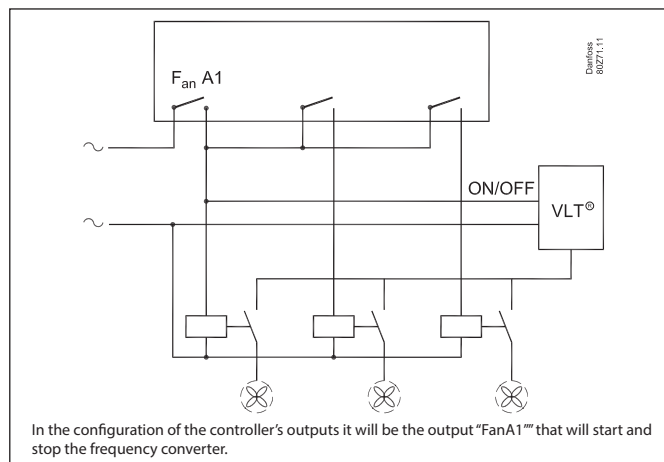 Danfoss
80Z71.11
Fan A1
ON/OFF
VLT®
In the configuration of the controller's outputs it will be the output "FanA1"" that will start and
stop the frequency converter.